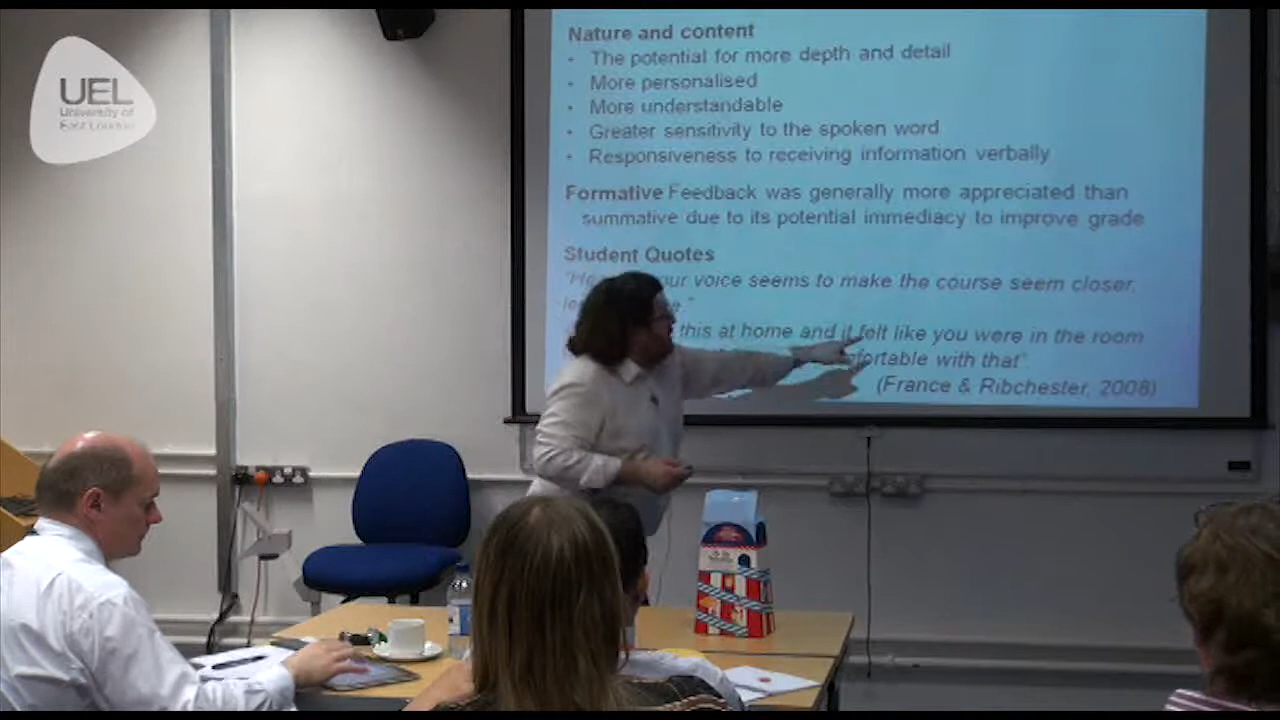 UEL
University of
East London
Nature and content
- The potential for more depth and detail
- More personalised
- More understandable
- Greater sensitivity to the spoken word
- Responsiveness to receiving information verbally
Formative Feedback was generally more appreciated than
summative due to its potential immediacy to improve grade
Student Quotes
voice seems to make the course seem closer,
this at home and it felt like you were in the room
with that"
(France & Ribchester, 2008)